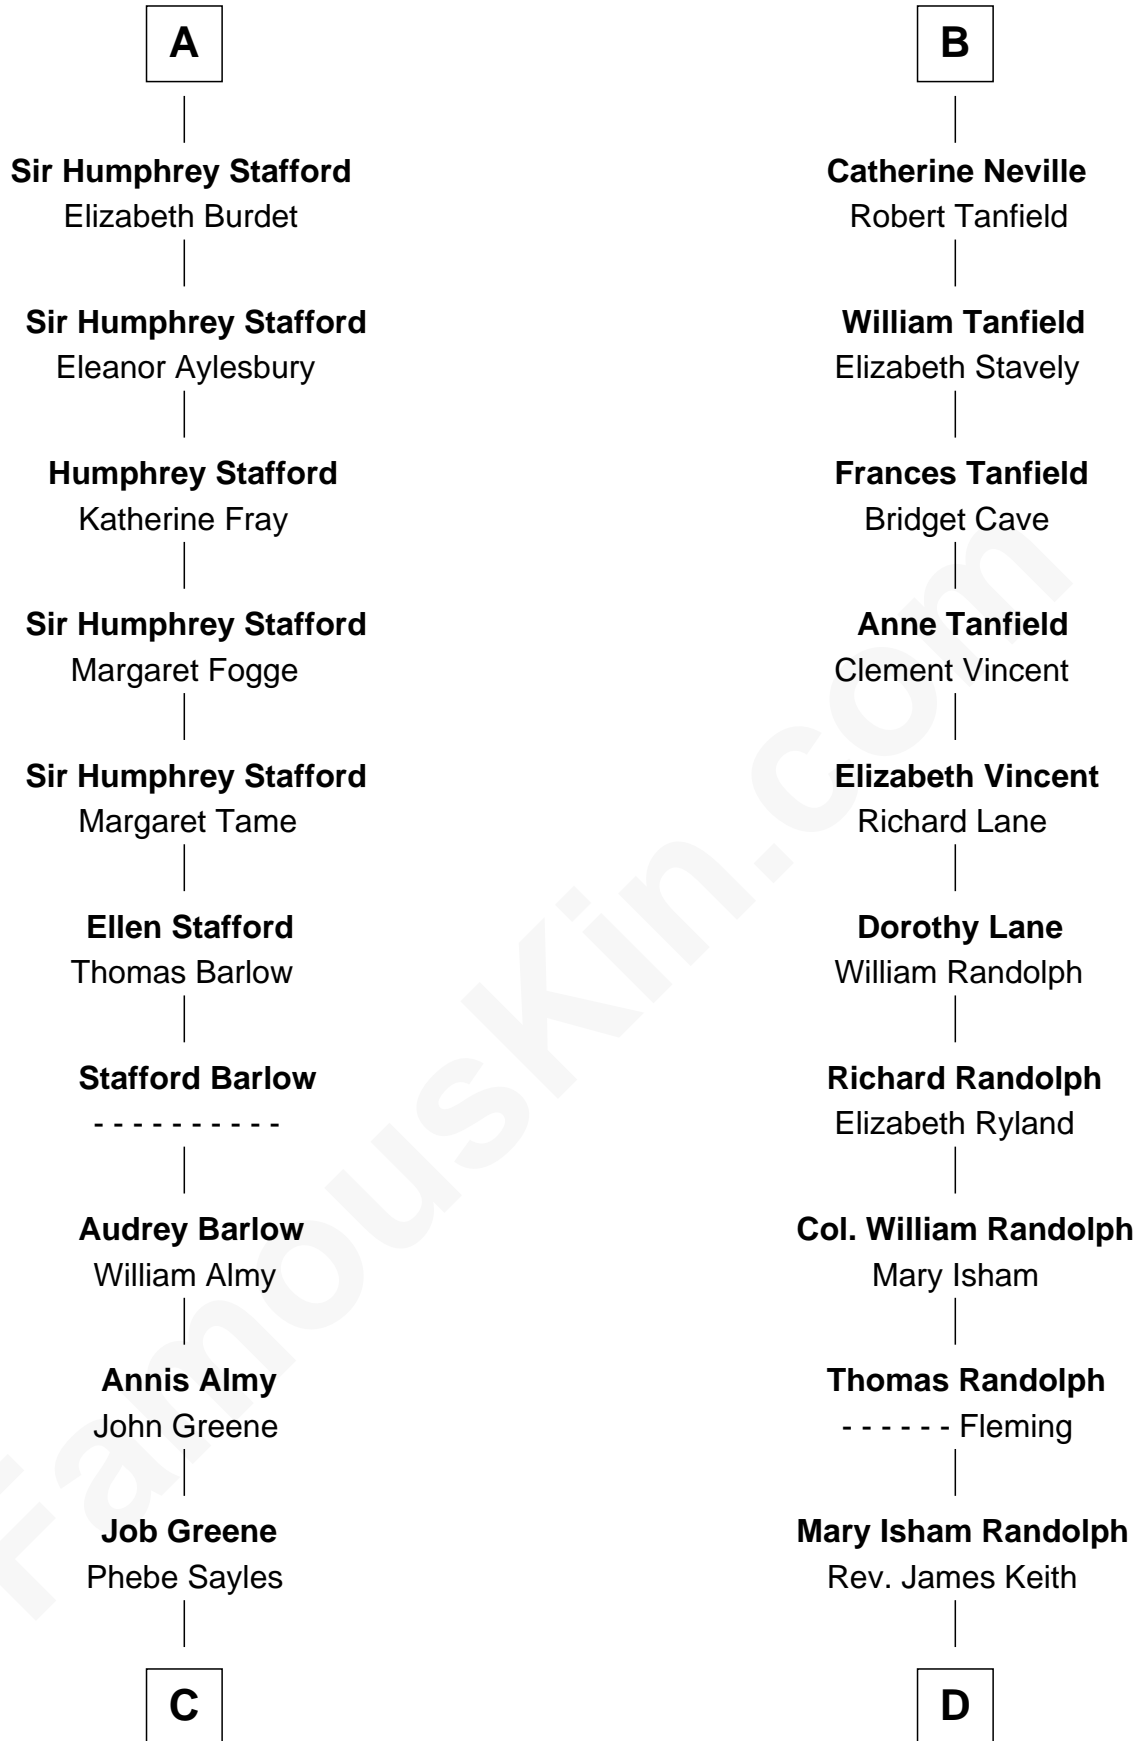 A
Sir Humphrey Stafford
Elizabeth Burdet
Sir Humphrey Stafford
Eleanor Aylesbury
Humphrey Stafford
Katherine Fray
Sir Humphrey Stafford
Margaret Fogge
Sir Humphrey Stafford
Margaret Tame
Ellen Stafford
Thomas Barlow
Stafford Barlow
- - - - - - - - - -
Audrey Barlow
William Almy
Annis Almy
John Greene
Job Greene
Phebe Sayles
C
B
Catherine Neville
Robert Tanfield
William Tanfield
Elizabeth Stavely
Frances Tanfield
Bridget Cave
Anne Tanfield
Clement Vincent
Elizabeth Vincent
Richard Lane
Dorothy Lane
William Randolph
Richard Randolph
Elizabeth Ryland
Col. William Randolph
Mary Isham
Thomas Randolph
- - - - - - Fleming
Mary Isham Randolph
Rev. James Keith
D
FamousKin.com